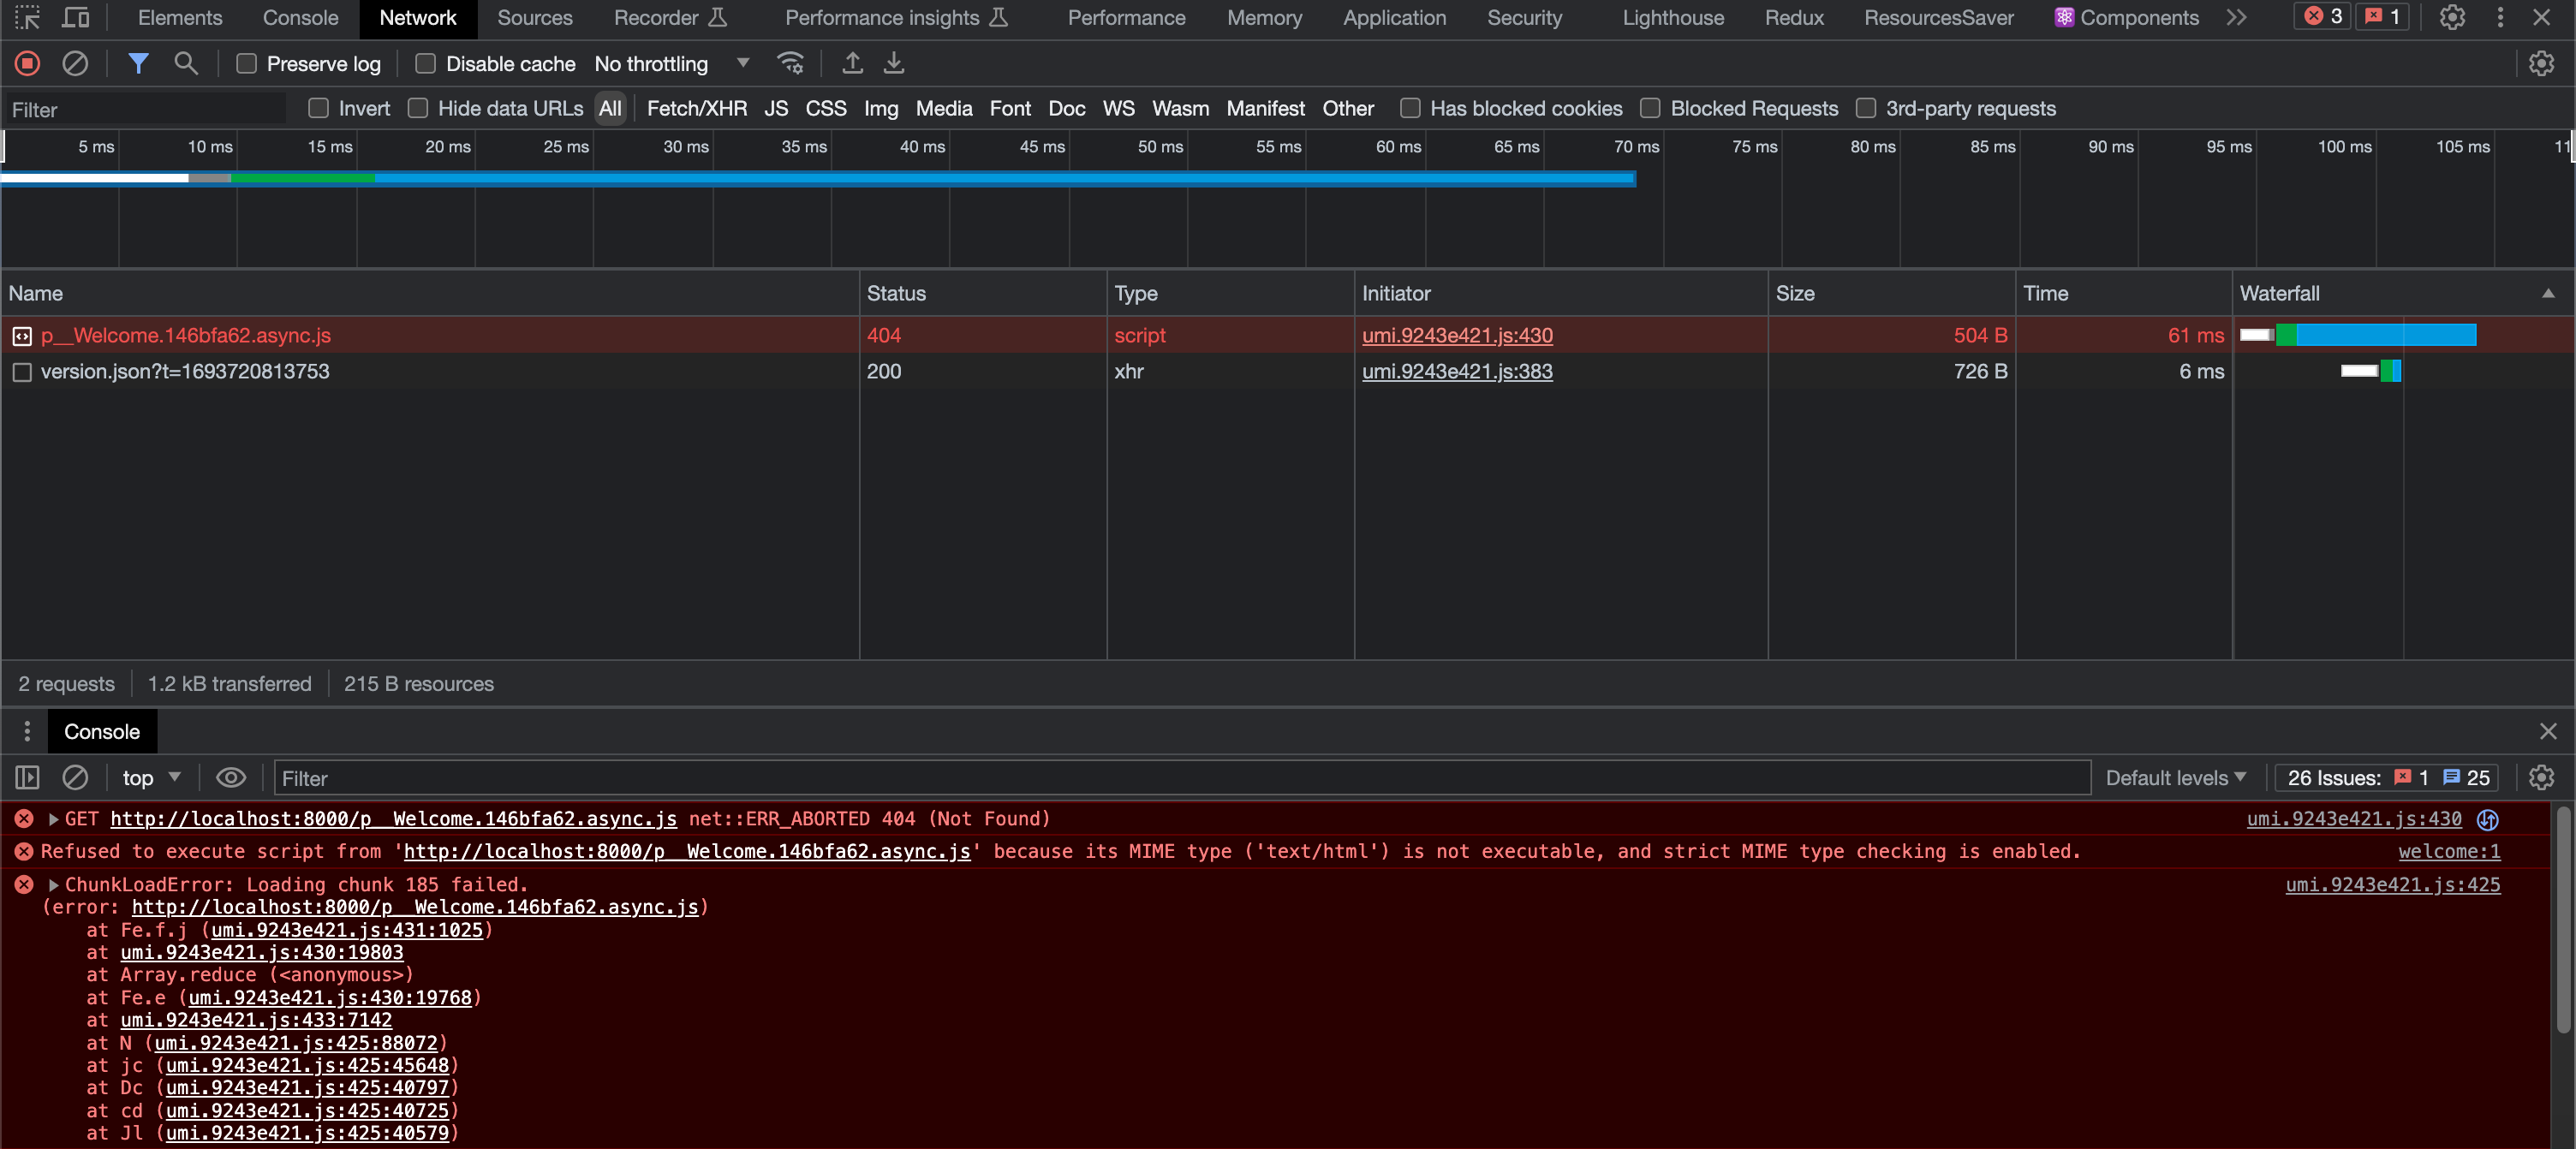 Elements Console Network Sources Recorder Performance insights Performance Memory Application Security Lighthouse Redux ResourcesSaver Components 3 1
Preserve log Disable cache No throttling
Filter Invert Hide data URLs All Fetch/XHR JS CSS Img Media Font Doc WS Wasm Manifest Other Has blocked cookies Blocked Requests 3rd-party requests
5 ms 10 ms 15 ms 20 ms 25 ms 30 ms 35 ms 40 ms 45 ms 50 ms 55 ms 60 ms 65 ms 70 ms 75 ms 80 ms 85 ms 90 ms 95 ms 100 ms 105 ms 11
Name Status Type Initiator Size Time Waterfall
p__Welcome.146bfa62.async.js 404 script umi.9243e421.js:430 504 B 61 ms
version.json?t=1693720813753 200 xhr umi.9243e421.js:383 726 B 6 ms
2 requests 1.2 kB transferred 215 B resources
Console
top Filter Default levels 26 Issues: 1 25
GET http://localhost:8000/p__Welcome.146bfa62.async.js net::ERR_ABORTED 404 (Not Found) umi.9243e421.js:430
Refused to execute script from 'http://localhost:8000/p__Welcome.146bfa62.async.js' because its MIME type ('text/html') is not executable, and strict MIME type checking is enabled. welcome:1
ChunkLoadError: Loading chunk 185 failed. umi.9243e421.js:425
(error: http://localhost:8000/p__Welcome.146bfa62.async.js)
at Fe.f.j (umi.9243e421.js:431:1025)
at umi.9243e421.js:430:19803
at Array.reduce (<anonymous>)
at Fe.e (umi.9243e421.js:430:19768)
at umi.9243e421.js:433:7142
at N (umi.9243e421.js:425:88072)
at jc (umi.9243e421.js:425:45648)
at Dc (umi.9243e421.js:425:40797)
at cd (umi.9243e421.js:425:40725)
at Jl (umi.9243e421.js:425:40579)